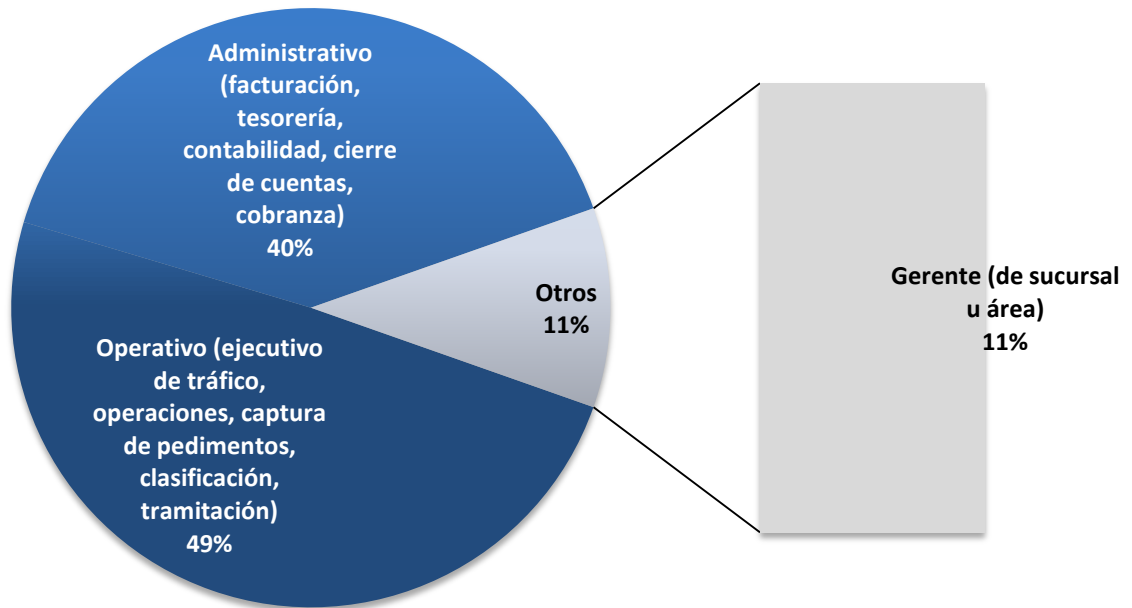 Administrativo
(facturación,
tesorería,
contabilidad, cierre
de cuentas,
cobranza)
40%
Otros
11%
Gerente (de sucursal
u área)
11%
Operativo (ejecutivo
de tráfico,
operaciones, captura
de pedimentos,
clasificación,
tramitación)
49%